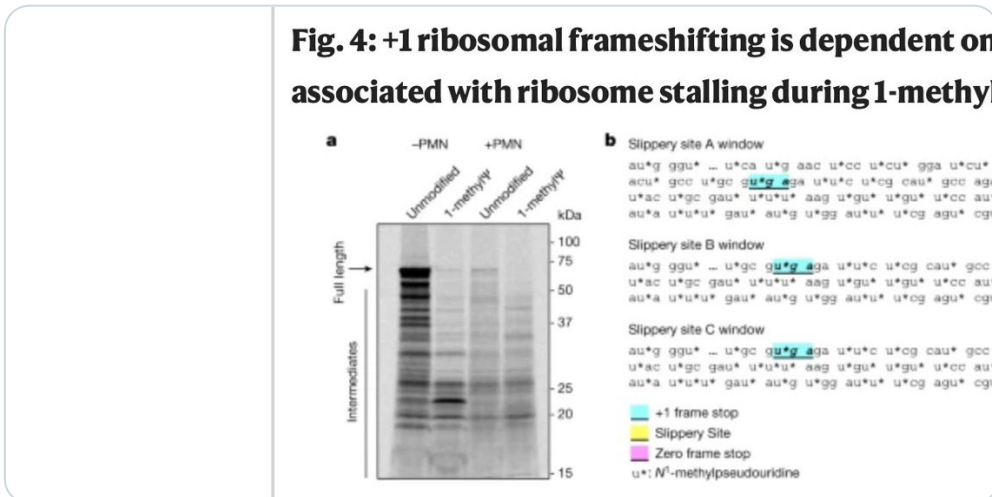 Fig. 4: +1 ribosomal frameshifting is dependent on
associated with ribosome stalling during 1-methyl
a
–PMN +PMN
Unmodified
1-methylΨ
Unmodified
1-methylΨ
kDa
100
75
50
37
25
20
15
Full length
Intermediates
b Slippery site A window
au*g ggu* ... u*ca u*g aac u*cc u*cu* gga u*cu*
acu* gcc u*gc gu*g aga u*u*c u*cg cau* gcc ag
u*ac u*gc gau* u*u*u* aag u*gu* u*gu* u*cc au
au*a u*u*u* gau* au*g u*gg au*u* u*cg agu* cg
Slippery site B window
au*g ggu* ... u*gc gu*g aga u*u*c u*cg cau* gcc
u*ac u*gc gau* u*u*u* aag u*gu* u*gu* u*cc au
au*a u*u*u* gau* au*g u*gg au*u* u*cg agu* cg
Slippery site C window
au*g ggu* ... u*gc gu*g aga u*u*c u*cg cau* gcc
u*ac u*gc gau* u*u*u* aag u*gu* u*gu* u*cc au
au*a u*u*u* gau* au*g u*gg au*u* u*cg agu* cg
+1 frame stop
Slippery Site
Zero frame stop
u*: N¹-methylpseudouridine